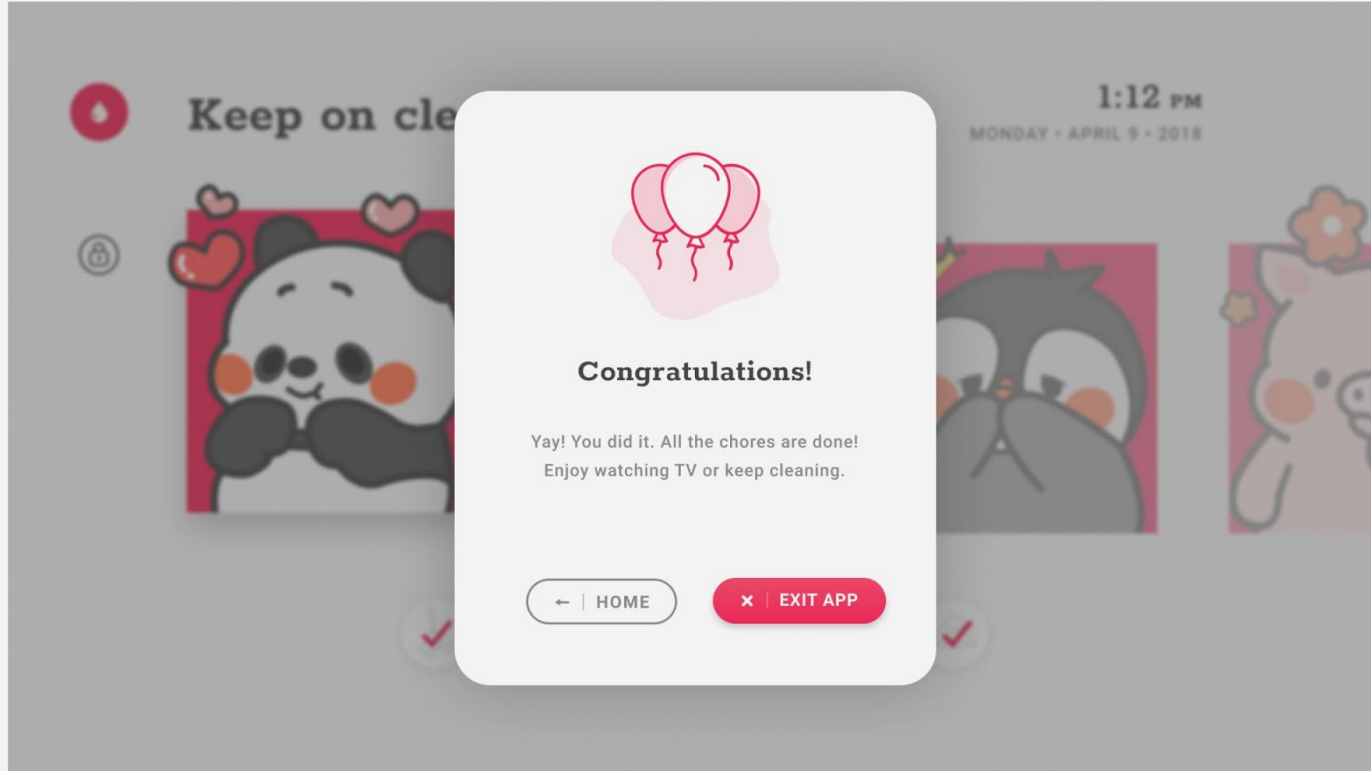 Keep on cle
1:12 PM
MONDAY • APRIL 9 • 2018
Congratulations!
Yay! You did it. All the chores are done!
Enjoy watching TV or keep cleaning.
HOME
EXIT APP